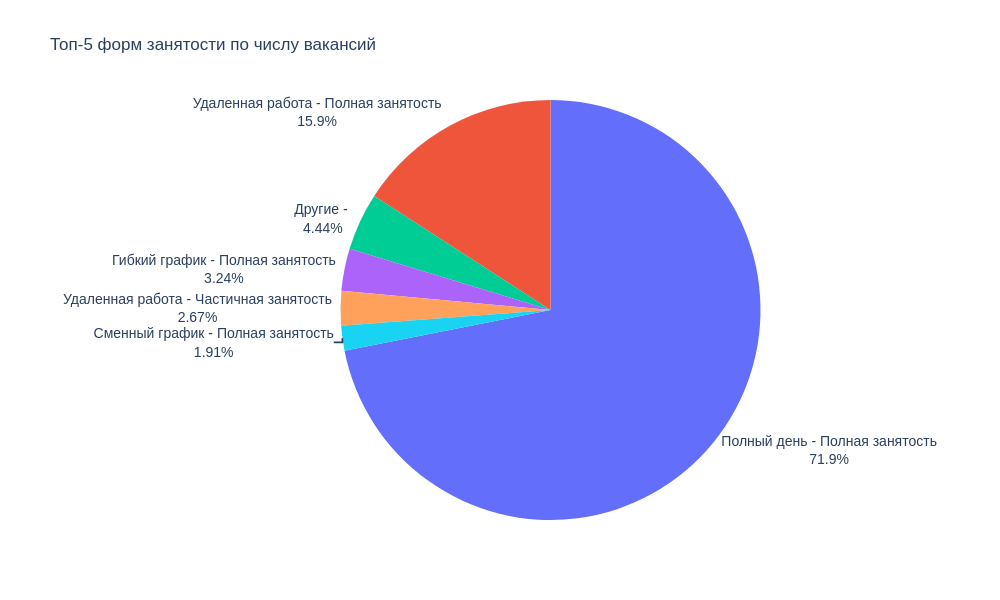 Топ-5 форм занятости по числу вакансий
Удаленная работа - Полная занятость
15.9%
Другие -
4.44%
Гибкий график - Полная занятость
3.24%
Удаленная работа - Частичная занятость
2.67%
Сменный график - Полная занятость
1.91%
Полный день - Полная занятость
71.9%